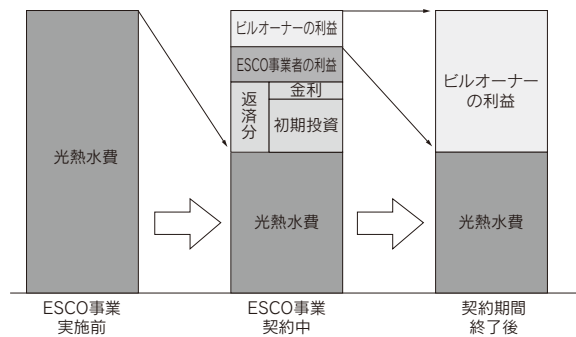 光熱水費
ESCO事業
実施前
ビルオーナーの利益
ESCO事業者の利益
返済分
金利
初期投資
光熱水費
ESCO事業
契約中
ビルオーナー
の利益
光熱水費
契約期間
終了後